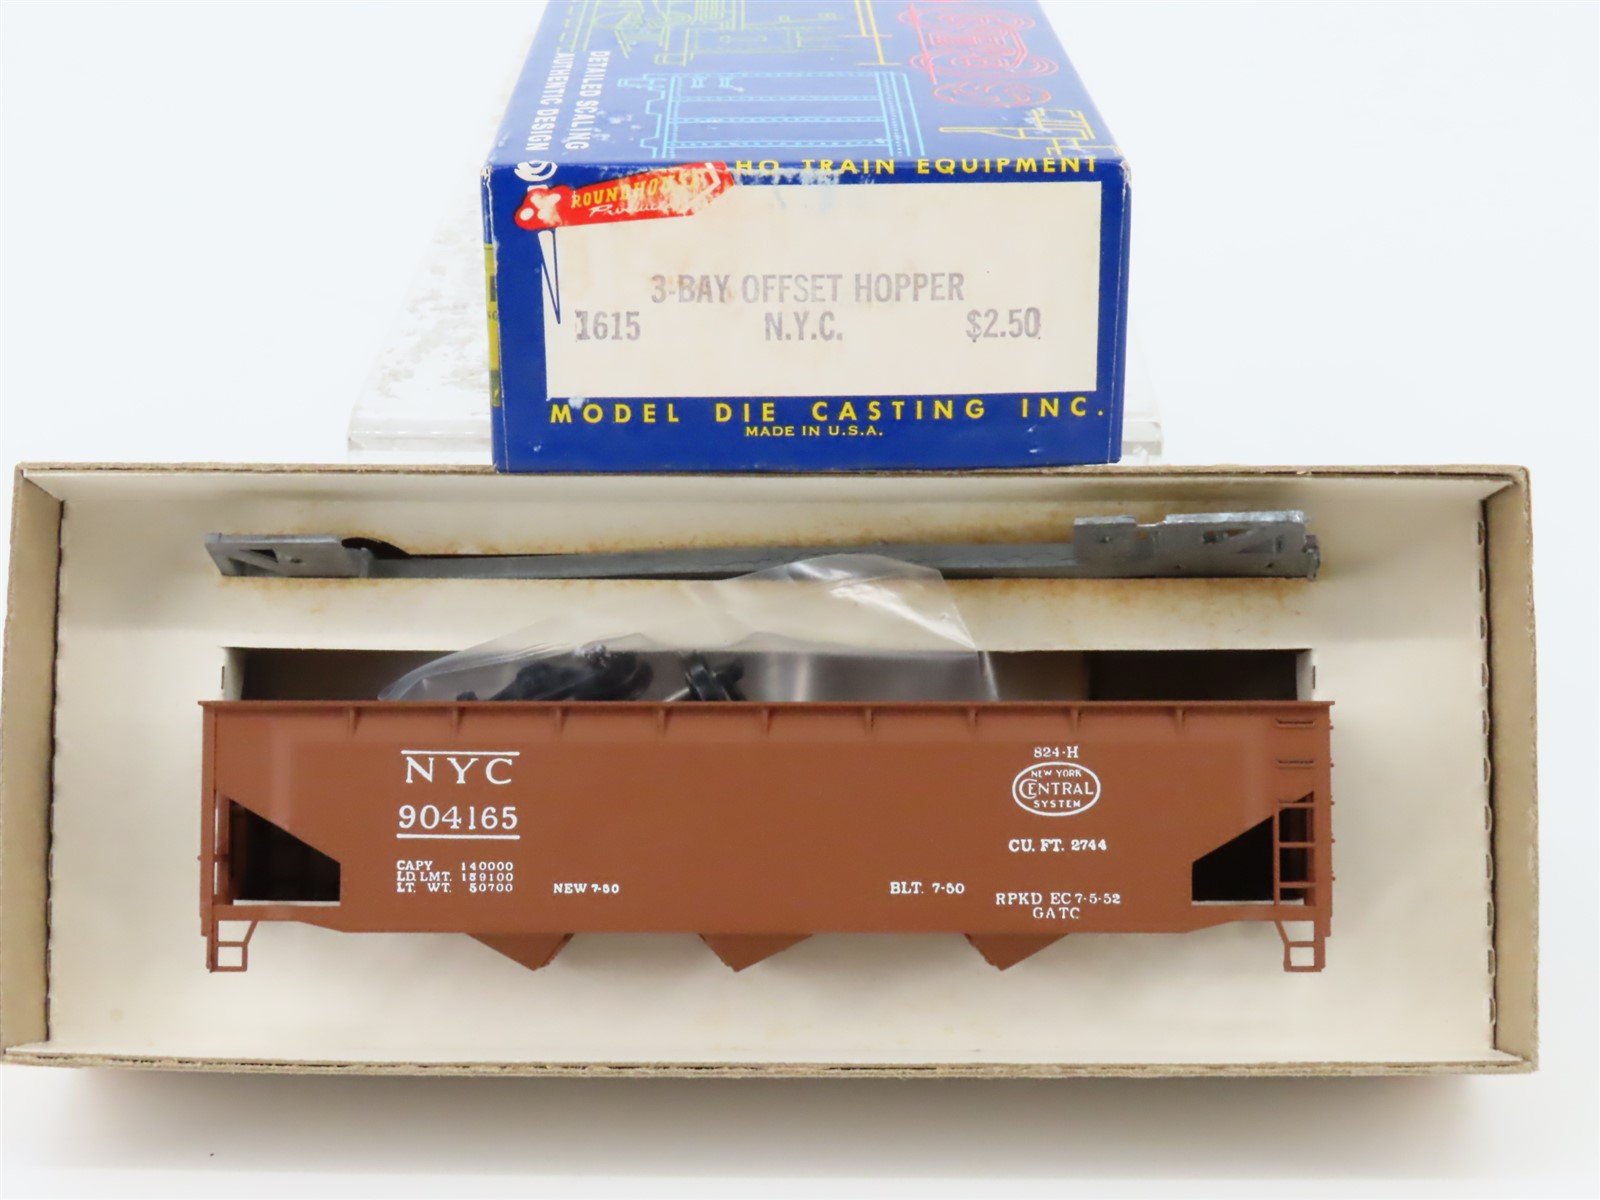 DETAILED SCALING
AUTHENTIC DESIGN
HO TRAIN EQUIPMENT
ROUNDHOUSE
Products
3-BAY OFFSET HOPPER
1615 N.Y.C. $2.50
MODEL DIE CASTING INC.
MADE IN U.S.A.
NYC
904165
CAPY 140000
LD. LMT. 159100
LT. WT. 50700
NEW 7-50
BLT. 7-50
824-H
NEW YORK
CENTRAL
SYSTEM
CU. FT. 2744
RPKD EC 7-5-52
GATC